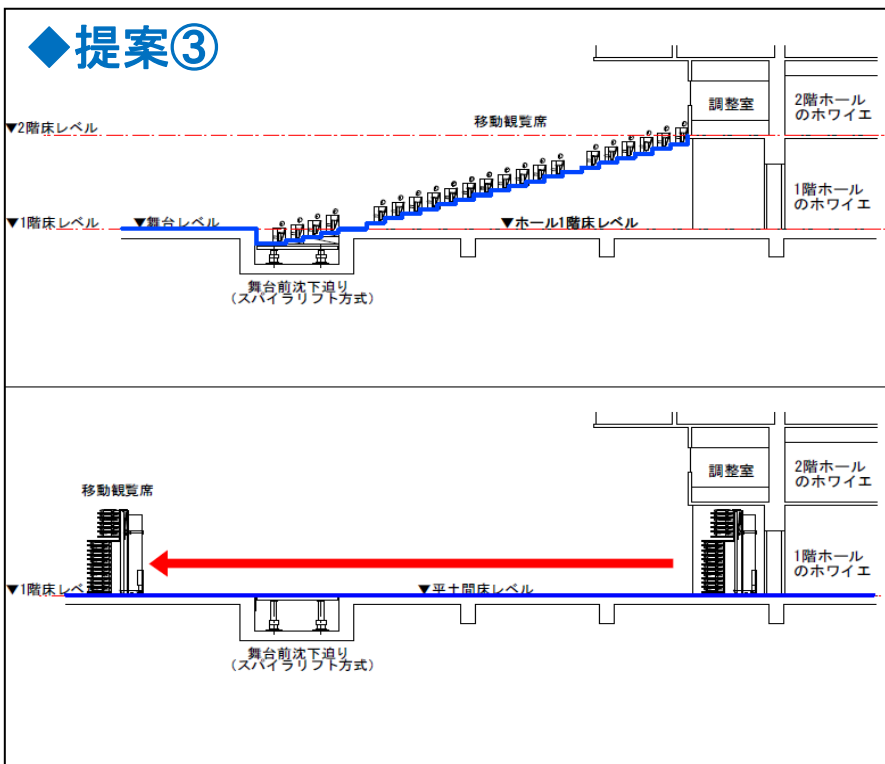 ◆提案③
調整室
2階ホール
のホワイエ
移動観覧席
▼2階床レベル
1階ホール
のホワイエ
▼1階床レベル
▼舞台レベル
▼ホール1階床レベル
舞台前沈下迫り
(スパイラリフト方式)
調整室
2階ホール
のホワイエ
移動観覧席
1階ホール
のホワイエ
▼1階床レベ
▼平土間床レベル
舞台前沈下迫り
(スパイラリフト方式)